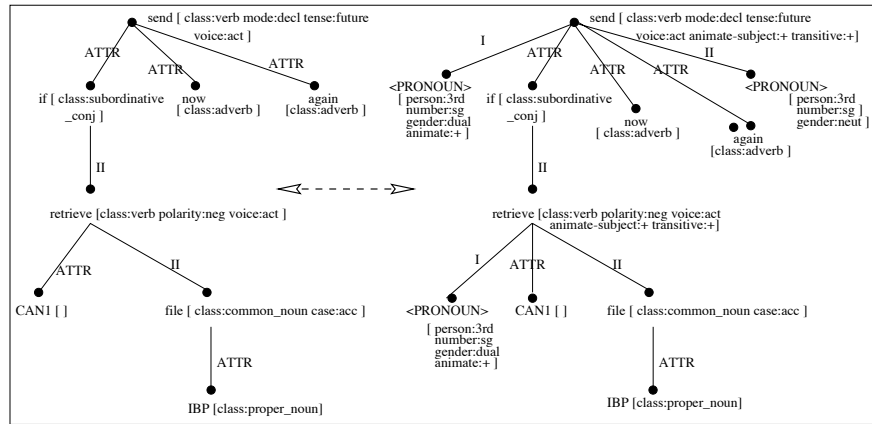 send [ class:verb mode:decl tense:future
voice:act ]
ATTR
ATTR
ATTR
if [ class:subordinative
_conj ]
now
[ class:adverb ]
again
[class:adverb ]
II
retrieve [class:verb polarity:neg voice:act ]
ATTR
II
CAN1 [ ]
file [ class:common_noun case:acc ]
ATTR
IBP [class:proper_noun]
send [ class:verb mode:decl tense:future
voice:act animate-subject:+ transitive:+]
I
ATTR
ATTR
ATTR
II
<PRONOUN>
[ person:3rd
number:sg
gender:dual
animate:+ ]
if [ class:subordinative
_conj ]
now
[ class:adverb ]
again
[class:adverb ]
<PRONOUN>
[ person:3rd
number:sg ]
gender:neut ]
II
retrieve [class:verb polarity:neg voice:act
animate-subject:+ transitive:+]
I
ATTR
II
<PRONOUN>
[ person:3rd
number:sg
gender:dual
animate:+ ]
CAN1 [ ]
file [ class:common_noun case:acc ]
ATTR
IBP [class:proper_noun]